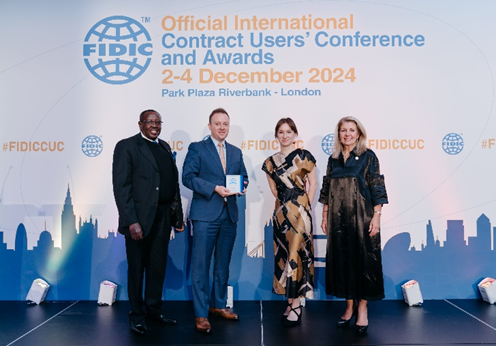 FIDIC
TM
Official International
Contract Users' Conference
and Awards
2-4 December 2024
Park Plaza Riverbank - London
#FIDICCUC
#FIDICCUC
#FIDICCUC